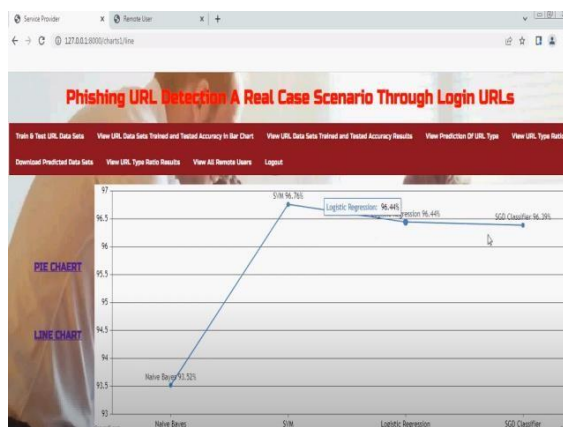 Service Provider
Remote User
127.0.0.1:8000/charts1/line
Phishing URL Detection A Real Case Scenario Through Login URLs
Train & Test URL Data Sets
View URL Data Sets Trained and Tested Accuracy in Bar Chart
View URL Data Sets Trained and Tested Accuracy Results
View Prediction Of URL Type
View URL Type Ratio
Download Predicted Data Sets
View URL Type Ratio Results
View All Remote Users
Logout
PIE CHAERT
LINE CHART
97
96.5
96
95.5
95
94.5
94
93.5
93
SVM 96.76%
Logistic Regression: 96.44%
Regression 96.44%
SGD Classifier 96.39%
Naive Bayes 93.52%
Naive Bayes
SVM
Logistic Regression
SGD Classifier